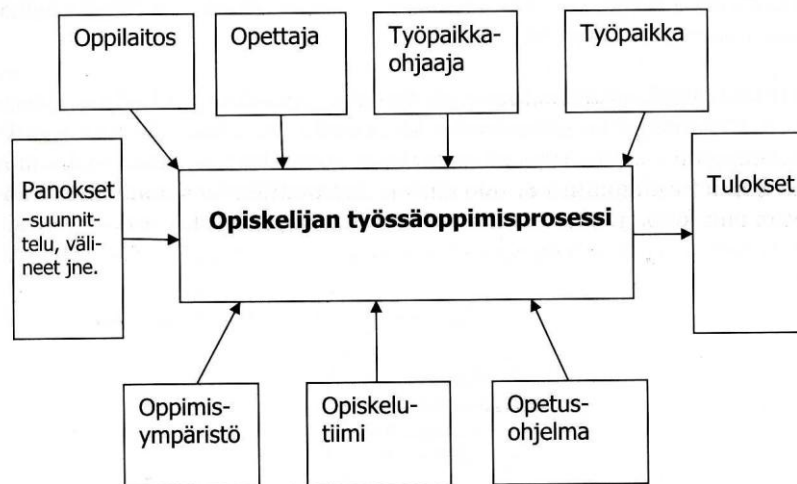 Oppilaitos
Opettaja
Työpaikka-
ohjaaja
Työpaikka
Panokset
-suunnit-
telu, väli-
neet jne.
Opiskelijan työssäoppimisprosessi
Tulokset
Oppimis-
ympäristö
Opiskelu-
tiimi
Opetus-
ohjelma